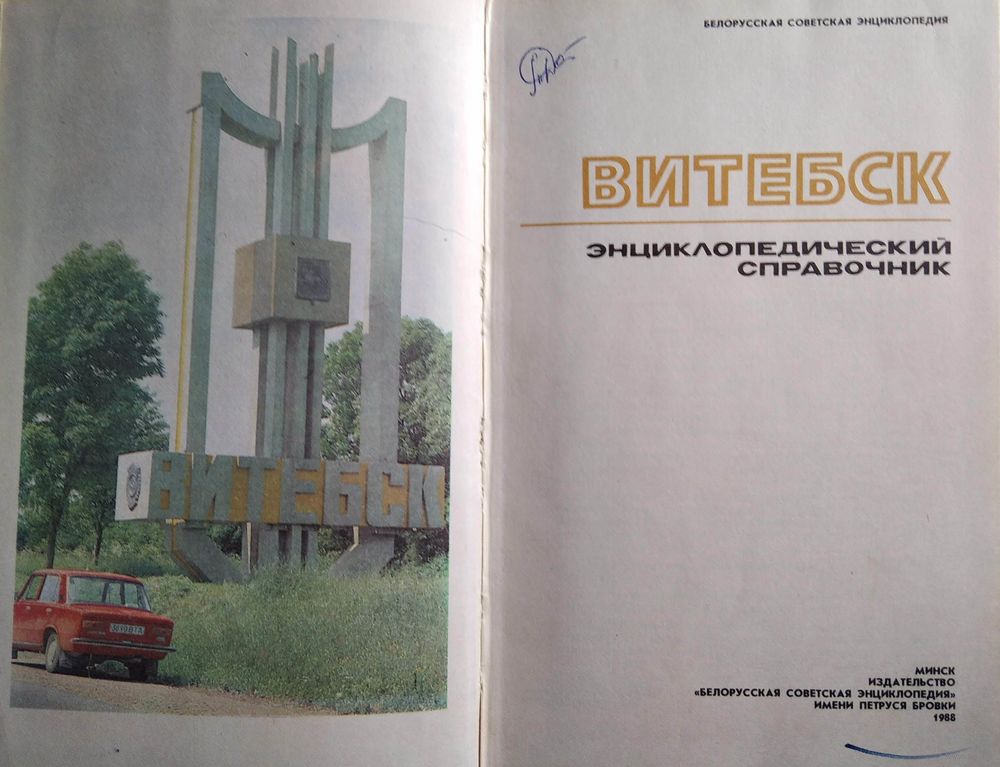 ВИТЕБСК
БЕЛОРУССКАЯ СОВЕТСКАЯ ЭНЦИКЛОПЕДИЯ
ВИТЕБСК
ЭНЦИКЛОПЕДИЧЕСКИЙ
СПРАВОЧНИК
МИНСК
ИЗДАТЕЛЬСТВО
«БЕЛОРУССКАЯ СОВЕТСКАЯ ЭНЦИКЛОПЕДИЯ»
ИМЕНИ ПЕТРУСЯ БРОВКИ
1988